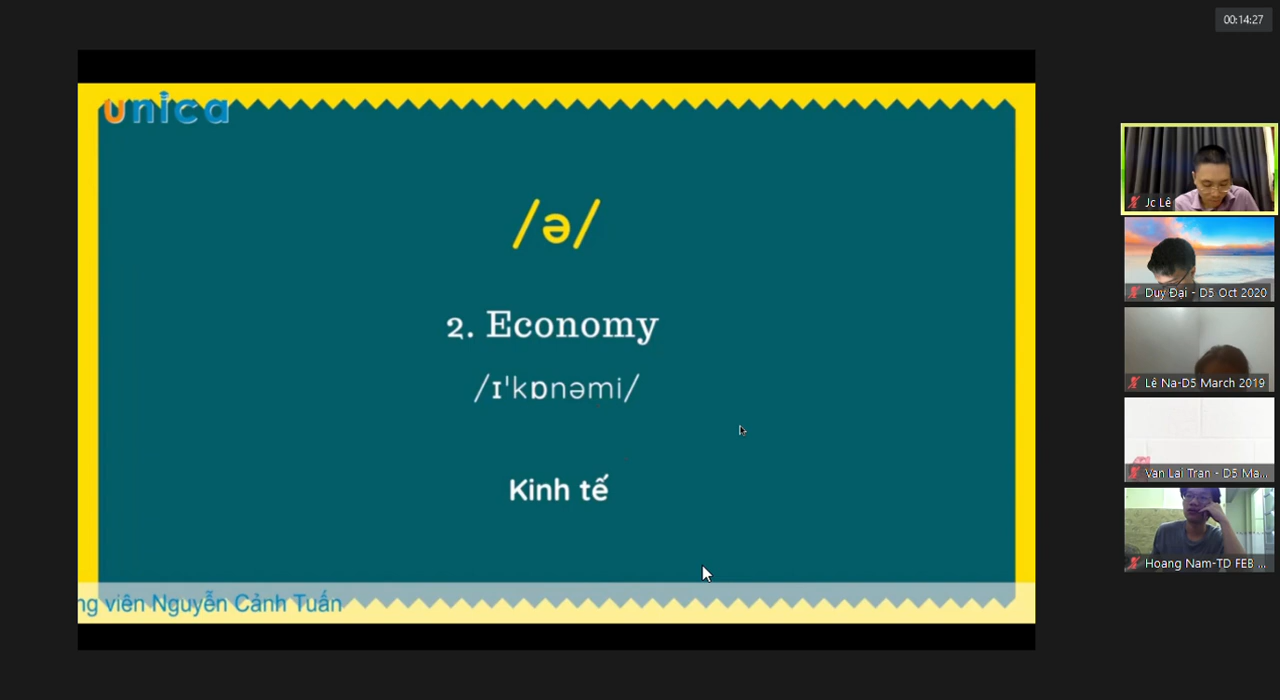 00:14:27
unica
/ə/
2. Economy
/ɪˈkɒnəmi/
Kinh tế
ng viên Nguyễn Cảnh Tuấn
Jc Lê
Duy Đại - D5 Oct 2020
Lê Na-D5 March 2019
Van Lai Tran - D5 Ma...
Hoang Nam-TD FEB ...